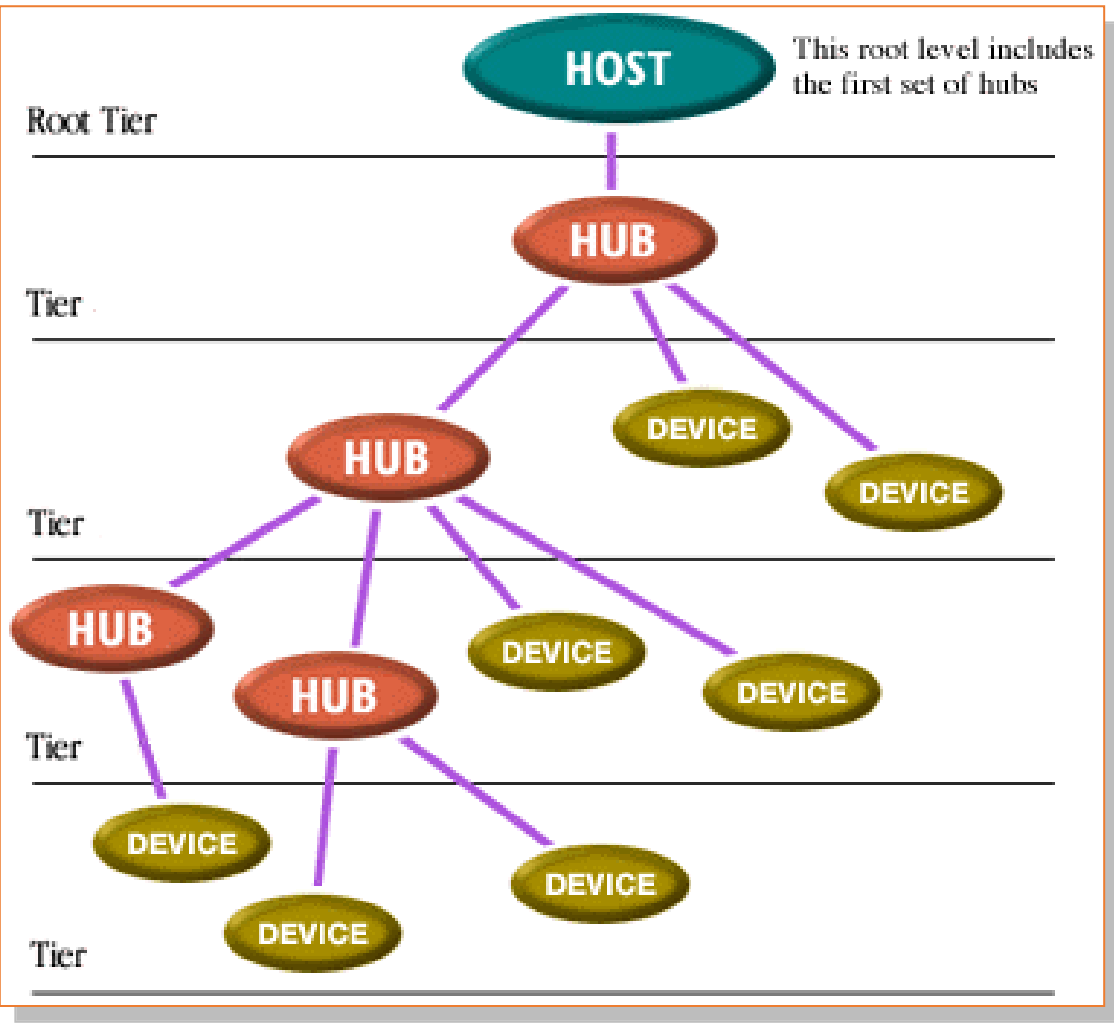 HOST
This root level includes
the first set of hubs
Root Tier
HUB
Tier
DEVICE
HUB
DEVICE
Tier
HUB
DEVICE
HUB
DEVICE
Tier
DEVICE
DEVICE
DEVICE
Tier